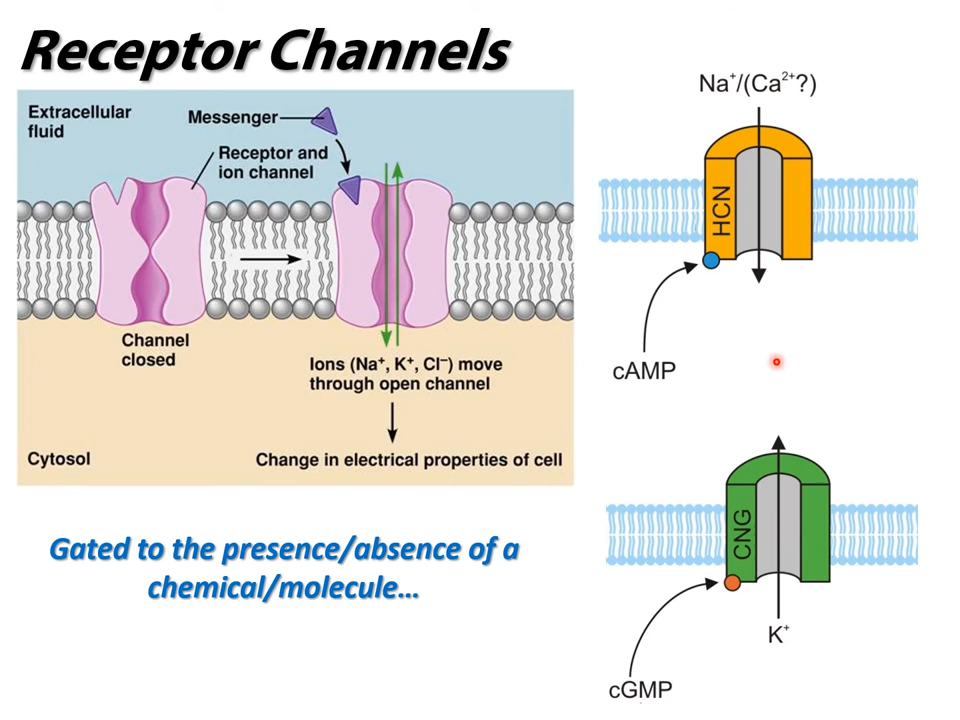 Receptor Channels
Extracellular
fluid
Messenger
Receptor and
ion channel
Channel
closed
Ions (Na⁺, K⁺, Cl⁻) move
through open channel
Cytosol
Change in electrical properties of cell
Gated to the presence/absence of a
chemical/molecule...
Na⁺/(Ca²⁺?)
HCN
cAMP
CNG
K⁺
cGMP